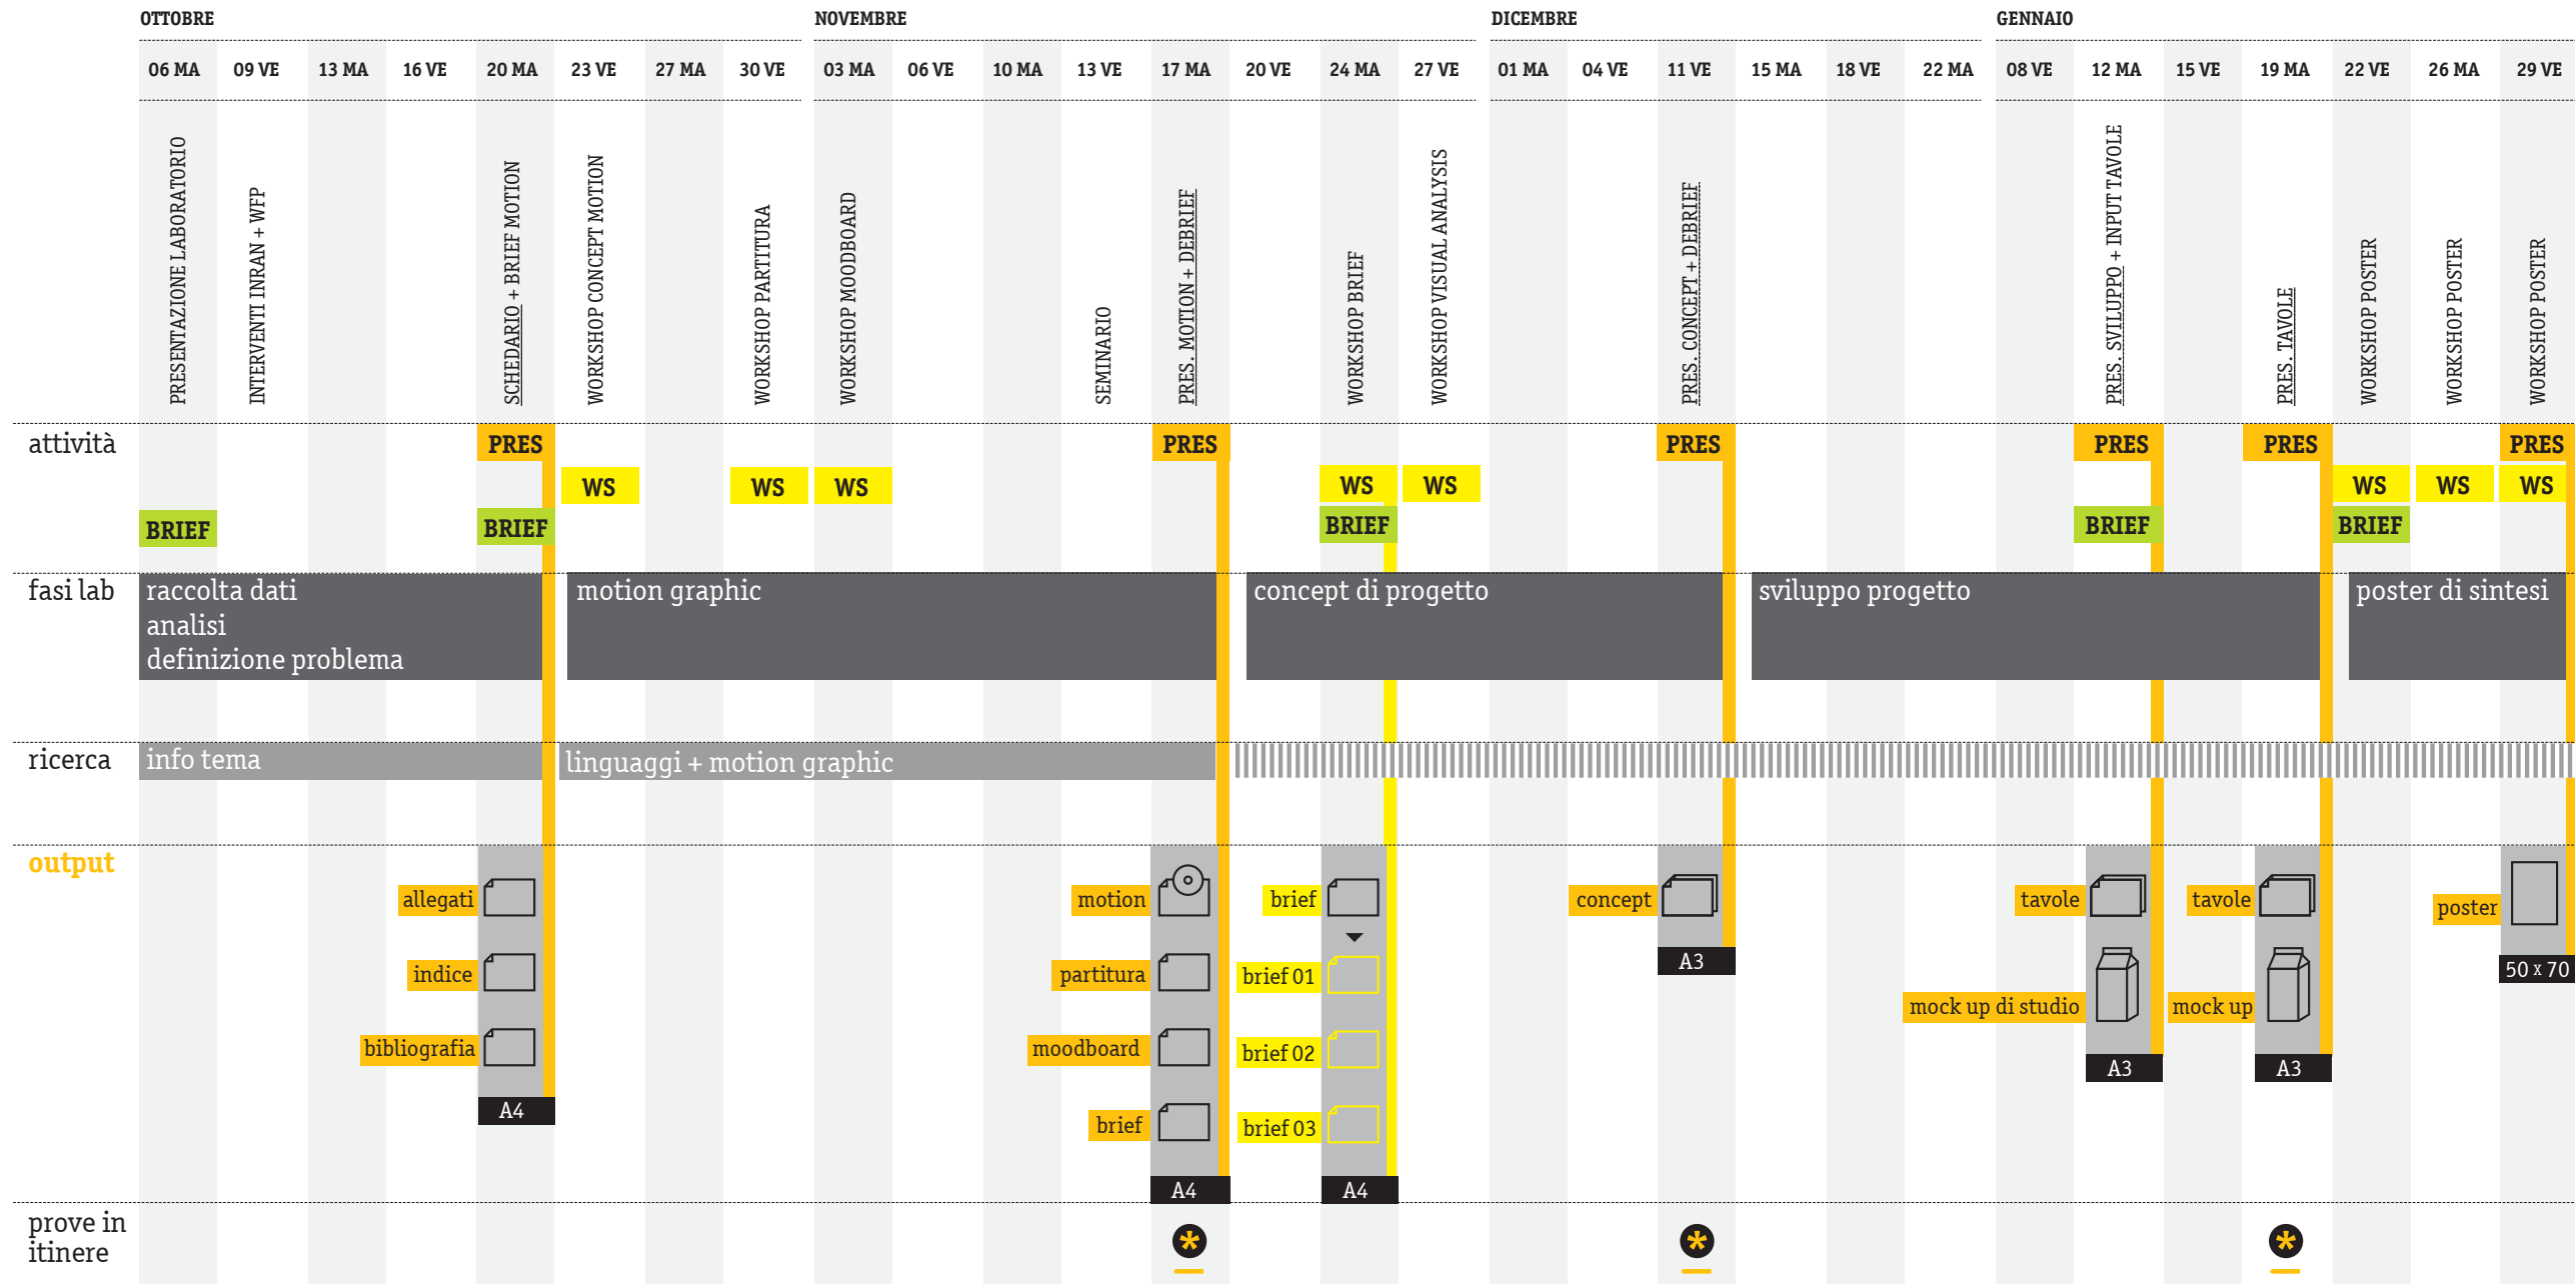 OTTOBRE
NOVEMBRE
DICEMBRE
GENNAIO
06 MA
09 VE
13 MA
16 VE
20 MA
23 VE
27 MA
30 VE
03 MA
06 VE
10 MA
13 VE
17 MA
20 VE
24 MA
27 VE
01 MA
04 VE
11 VE
15 MA
18 VE
22 MA
08 VE
12 MA
15 VE
19 MA
22 VE
26 MA
29 VE
PRESENTAZIONE LABORATORIO
INTERVENTI INRAN + WFP
SCHEDARIO + BRIEF MOTION
WORKSHOP CONCEPT MOTION
WORKSHOP PARTITURA
WORKSHOP MOODBOARD
SEMINARIO
PRES. MOTION + DEBRIEF
WORKSHOP BRIEF
WORKSHOP VISUAL ANALYSIS
PRES. CONCEPT + DEBRIEF
PRES. SVILUPPO + INPUT TAVOLE
PRES. TAVOLE
WORKSHOP POSTER
WORKSHOP POSTER
WORKSHOP POSTER
attività
PRES
PRES
PRES
PRES
PRES
PRES
WS
WS
WS
WS
WS
WS
WS
WS
BRIEF
BRIEF
BRIEF
BRIEF
BRIEF
fasi lab
raccolta dati
analisi
definizione problema
motion graphic
concept di progetto
sviluppo progetto
poster di sintesi
ricerca
info tema
linguaggi + motion graphic
output
allegati
indice
bibliografia
A4
motion
partitura
moodboard
brief
A4
brief
brief 01
brief 02
brief 03
A4
concept
A3
tavole
mock up di studio
A3
tavole
mock up
A3
poster
50 x 70
prove in
itinere
*
*
*